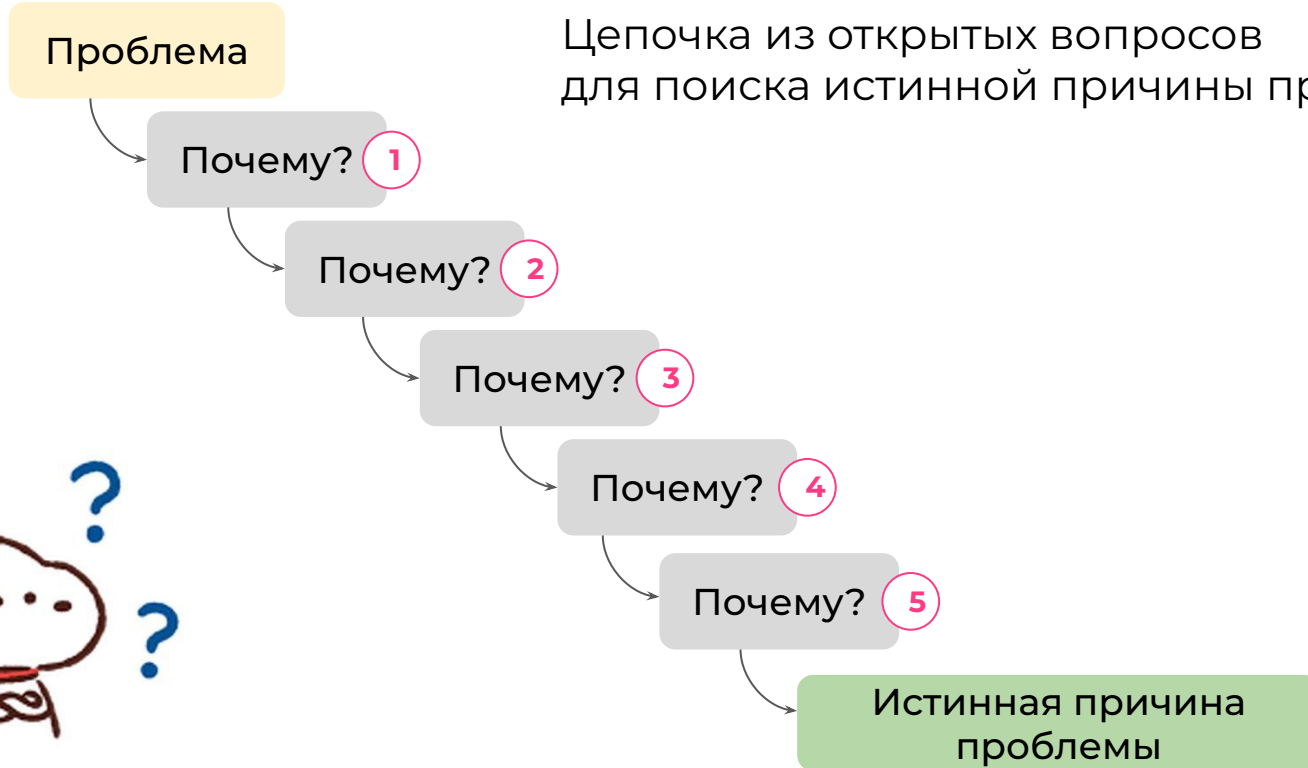 Проблема
Цепочка из открытых вопросов
для поиска истинной причины
Почему? 1
Почему? 2
Почему? 3
Почему? 4
Почему? 5
Истинная причина
проблемы
? 
?